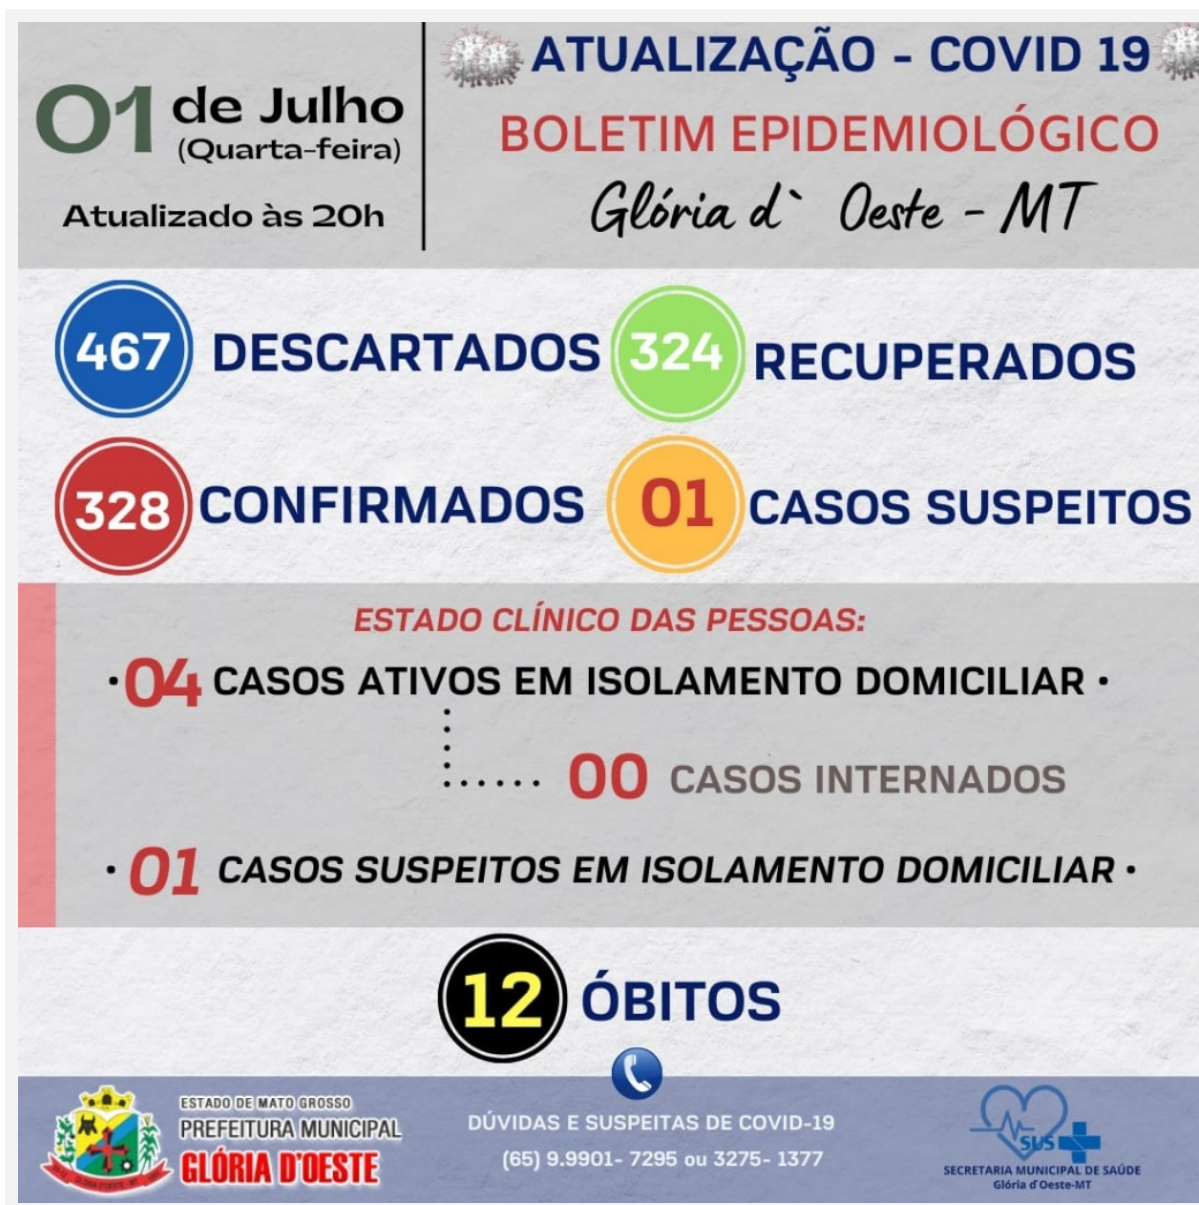 01 de Julho
(Quarta-feira)
Atualizado às 20h
ATUALIZAÇÃO - COVID 19
BOLETIM EPIDEMIOLÓGICO
Glória d` Oeste - MT
467 DESCARTADOS
324 RECUPERADOS
328 CONFIRMADOS
01 CASOS SUSPEITOS
ESTADO CLÍNICO DAS PESSOAS:
• 04 CASOS ATIVOS EM ISOLAMENTO DOMICILIAR •
00 CASOS INTERNADOS
• 01 CASOS SUSPEITOS EM ISOLAMENTO DOMICILIAR •
12 ÓBITOS
ESTADO DE MATO GROSSO
PREFEITURA MUNICIPAL
GLÓRIA D'OESTE
DÚVIDAS E SUSPEITAS DE COVID-19
(65) 9.9901- 7295 ou 3275- 1377
SUS
SECRETARIA MUNICIPAL DE SAÚDE
Glória d'Oeste-MT